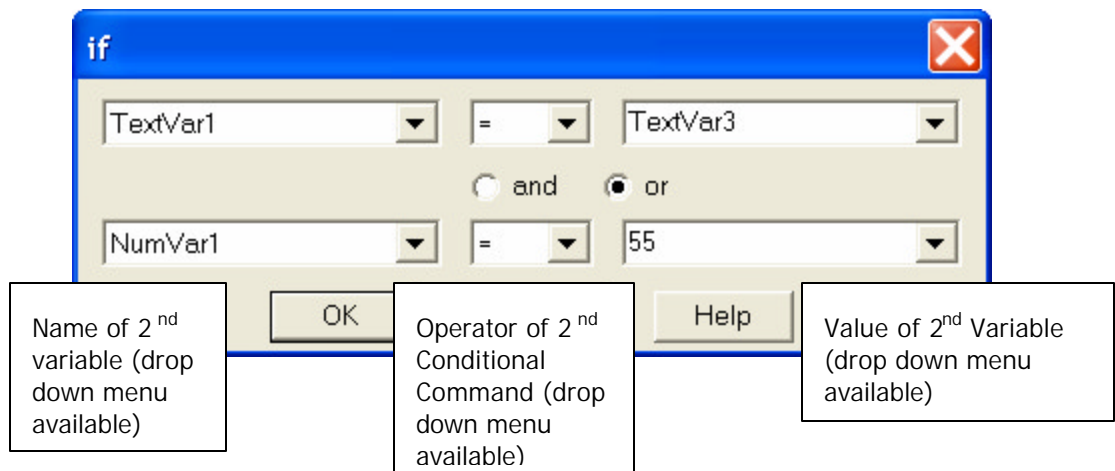 if
TextVar1 = TextVar3
and or
NumVar1 = 55
OK Help
Name of 2nd
variable (drop
down menu
available)
Operator of 2nd
Conditional
Command (drop
down menu
available)
Value of 2nd Variable
(drop down menu
available)